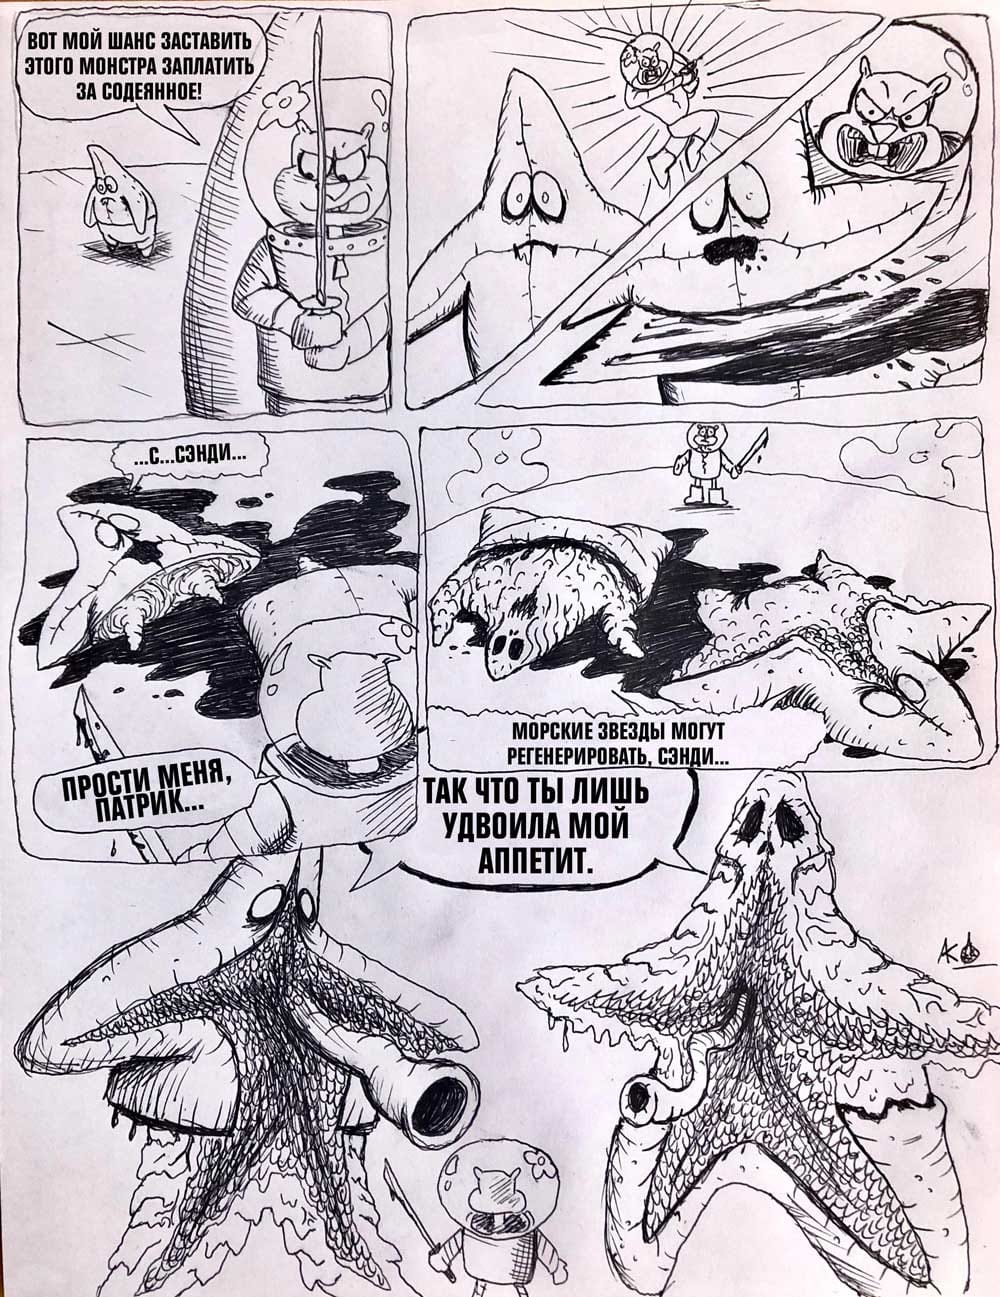 ВОТ МОЙ ШАНС ЗАСТАВИТЬ
ЭТОГО МОНСТРА ЗАПЛАТИТЬ
ЗА СОДЕЯННОЕ!
...С...СЭНДИ...
ПРОСТИ МЕНЯ,
ПАТРИК...
МОРСКИЕ ЗВЕЗДЫ МОГУТ
РЕГЕНЕРИРОВАТЬ, СЭНДИ...
ТАК ЧТО ТЫ ЛИШЬ
УДВОИЛА МОЙ
АППЕТИТ.
AK